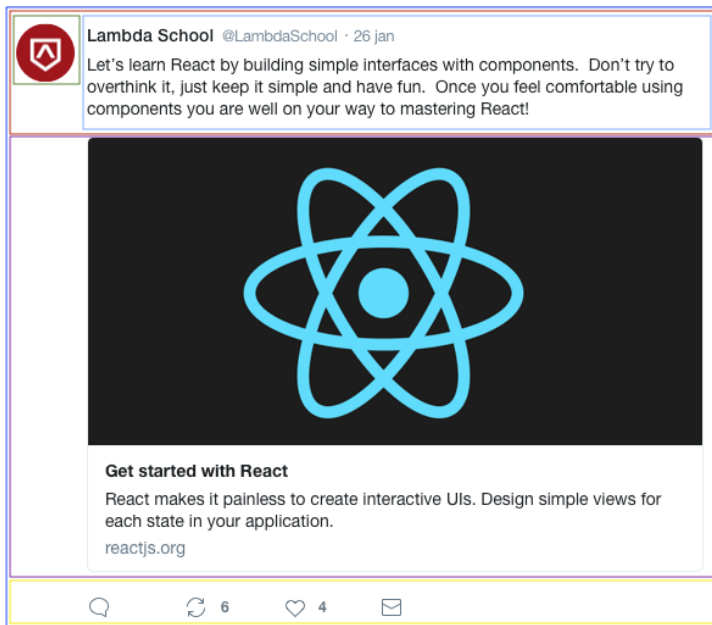 Lambda School @LambdaSchool · 26 jan
Let's learn React by building simple interfaces with components.  Don't try to
overthink it, just keep it simple and have fun.  Once you feel comfortable using
components you are well on your way to mastering React!
Get started with React
React makes it painless to create interactive UIs. Design simple views for
each state in your application.
reactjs.org
6 4